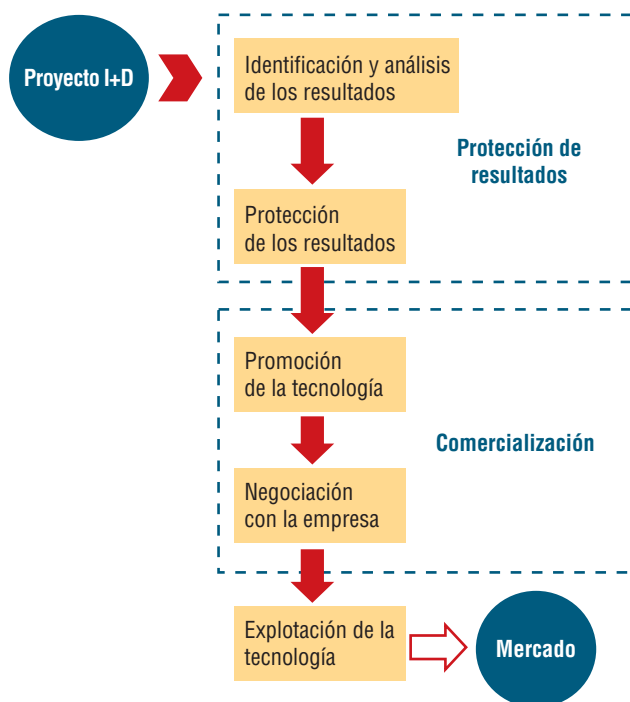 Proyecto I+D
Identificación y análisis
de los resultados
Protección de
resultados
Protección
de los resultados
Promoción
de la tecnología
Comercialización
Negociación
con la empresa
Explotación de la
tecnología
Mercado